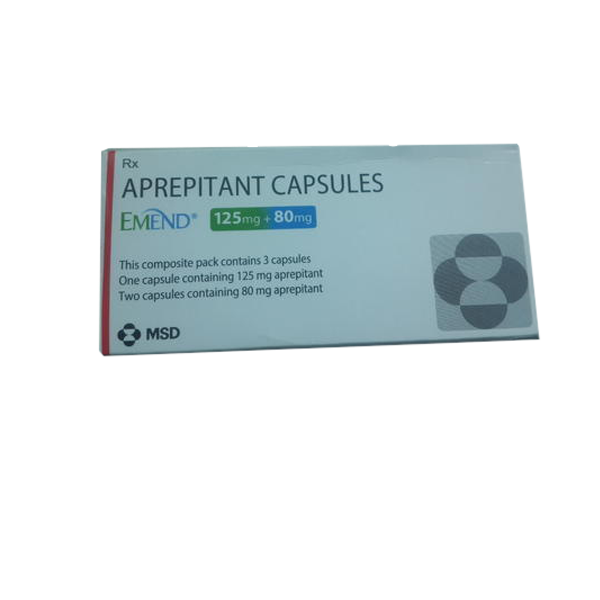 Rx
APREPITANT CAPSULES
EMEND® 125mg + 80mg
This composite pack contains 3 capsules
One capsule containing 125 mg aprepitant
Two capsules containing 80 mg aprepitant
MSD